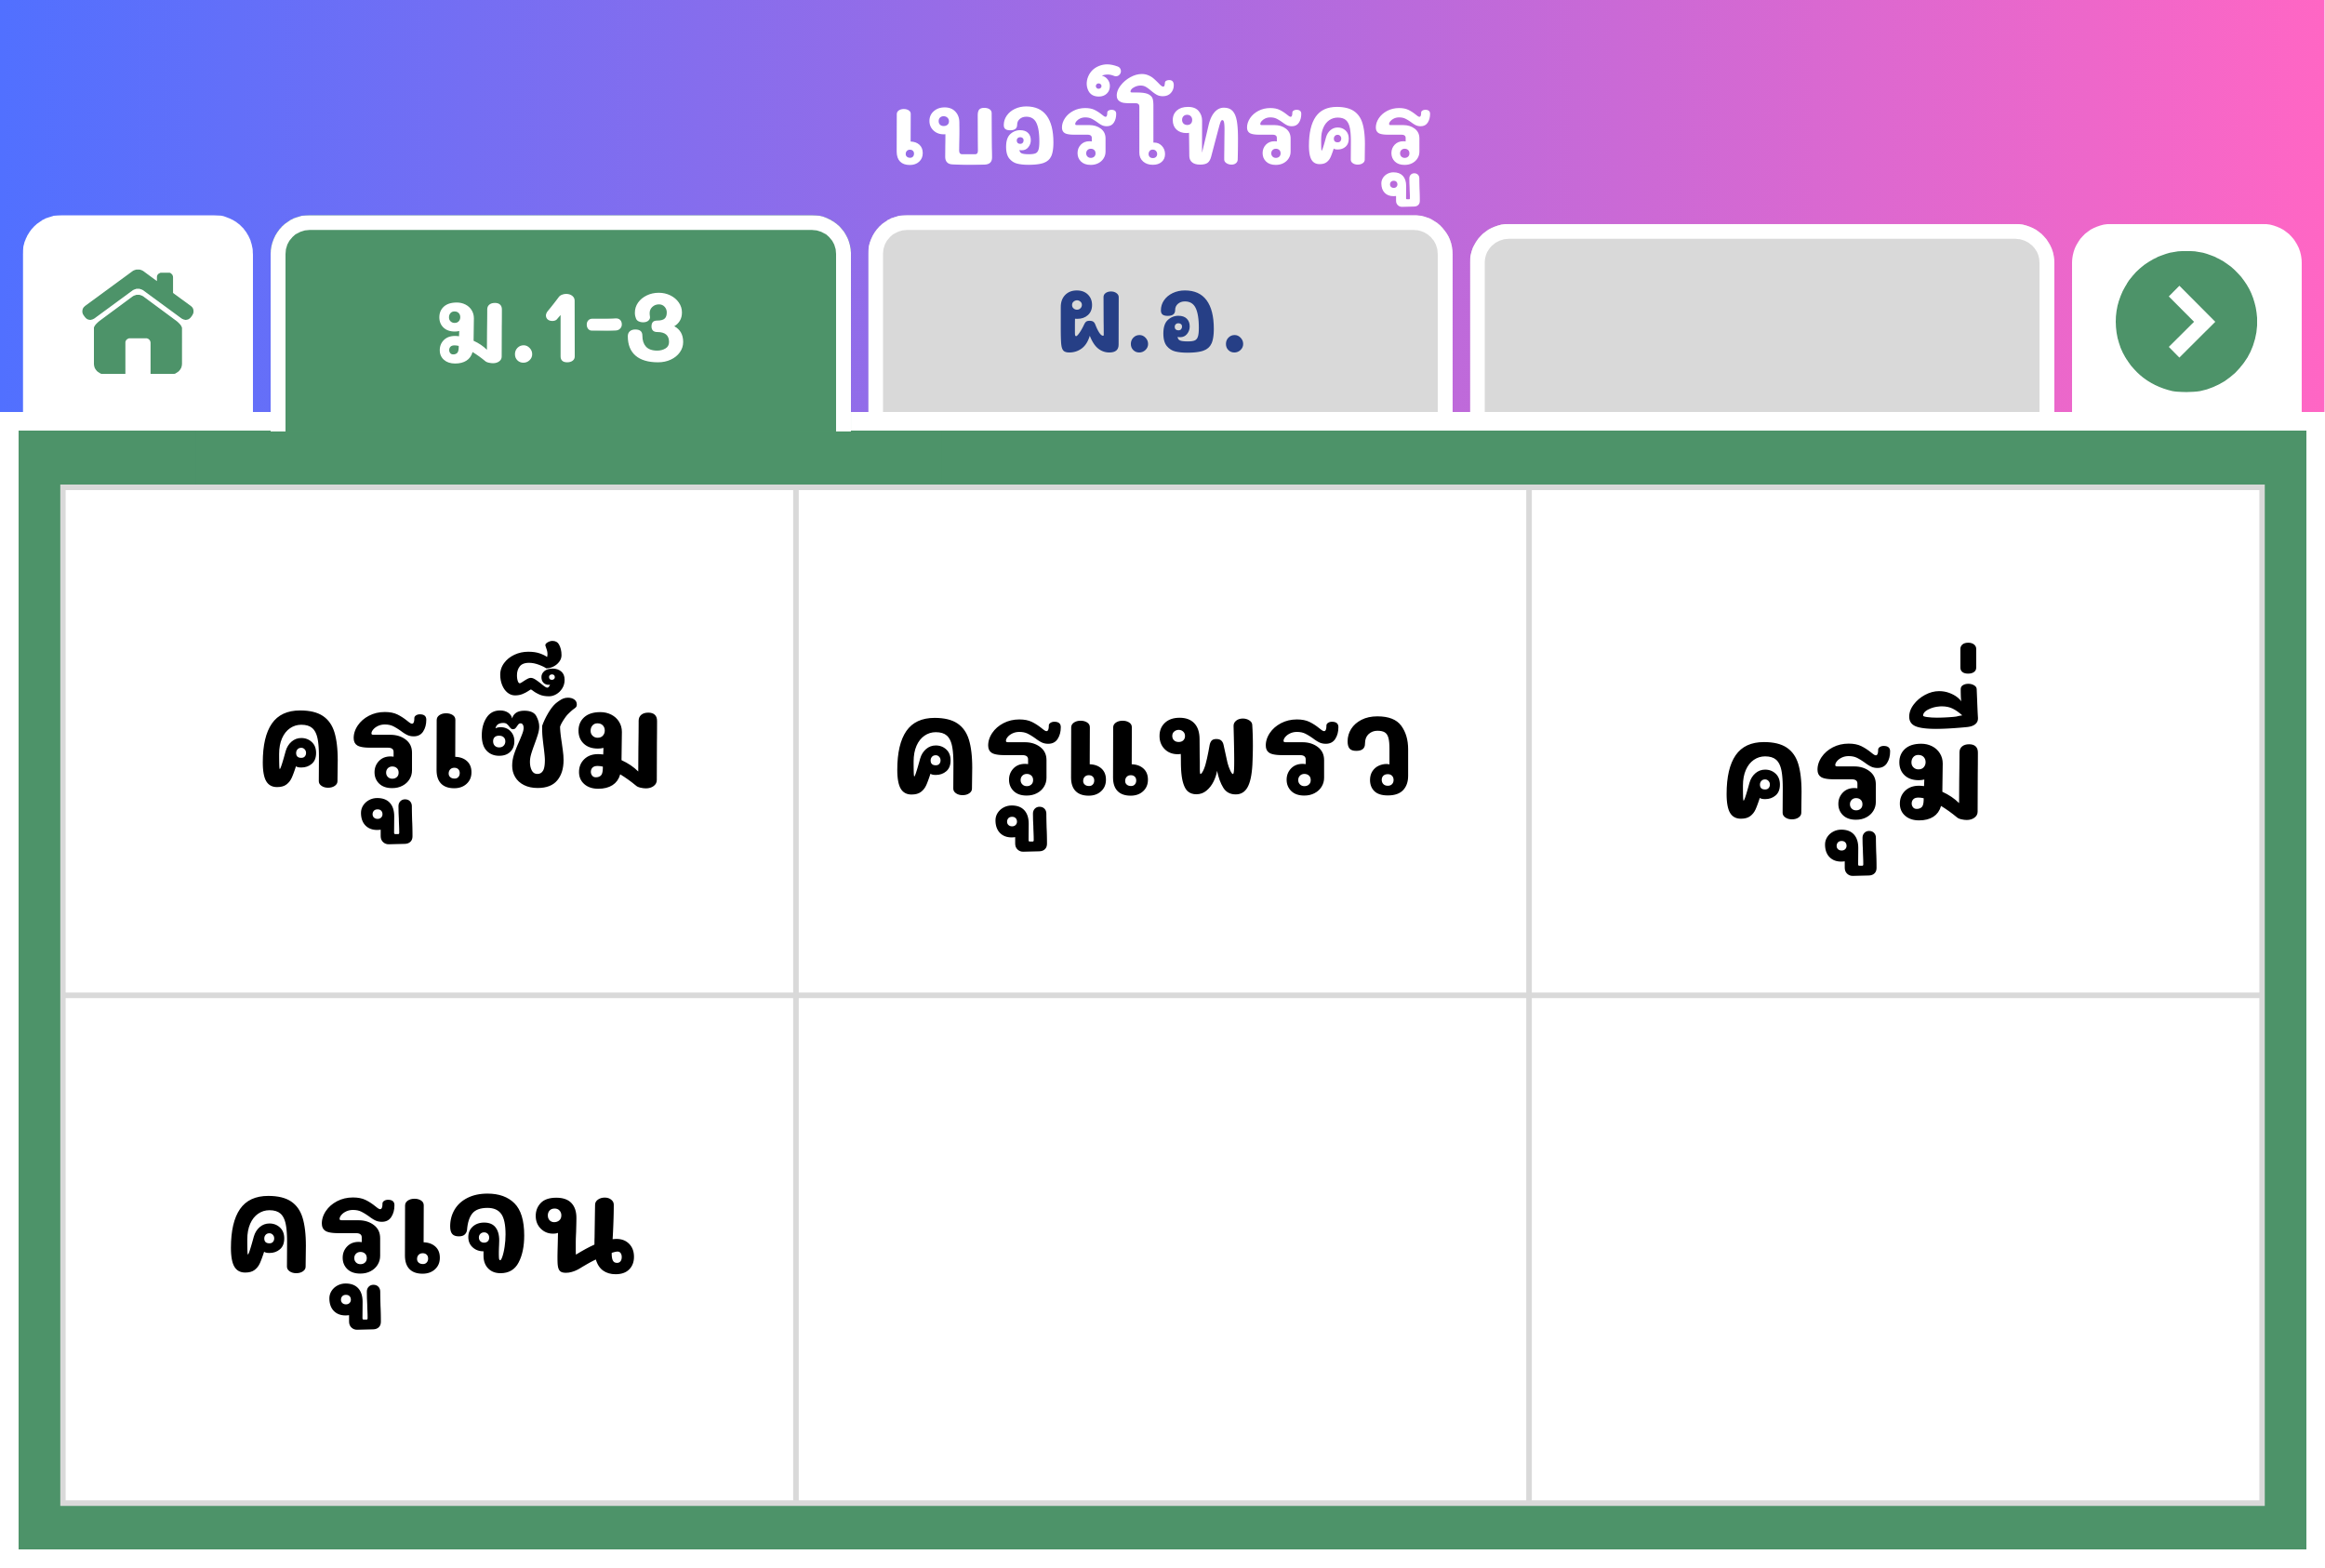 เบอร์โทรครู
ม.1-3
ผ.อ.
ครูเซ็ม
ครูแพรว
ครูมี่
ครูเจน